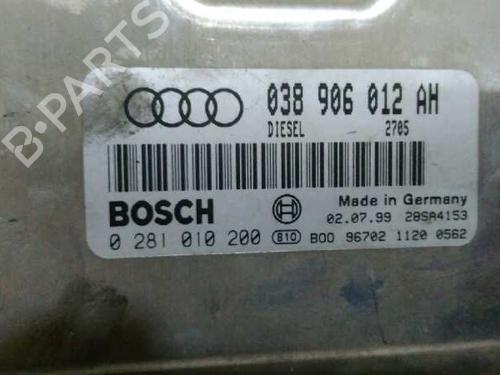 038 906 012 AH
DIESEL 2705
BOSCH
Made in Germany
02.07.99 28SA4153
0 281 010 200 B10 B00 96702 1120 0562
B-PARTS